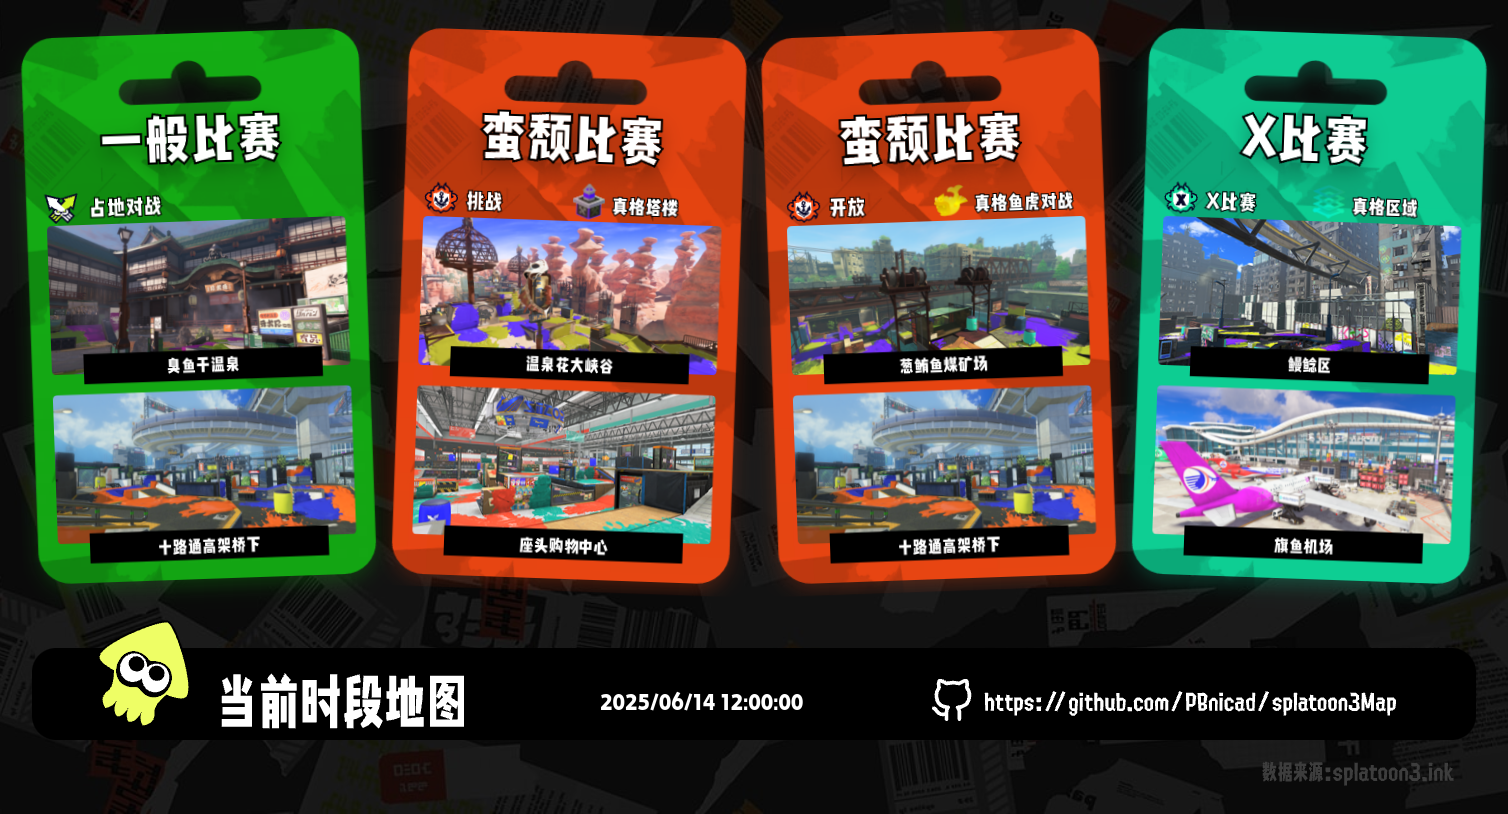 一般比赛
占地对战
臭鱼干温泉
十路通高架桥下
蛮颓比赛
挑战
真格塔楼
温泉花大峡谷
座头购物中心
蛮颓比赛
开放
真格鱼虎对战
葱鲔鱼煤矿场
十路通高架桥下
X比赛
X比赛
真格区域
鳗鲶区
旗鱼机场
当前时段地图
2025/06/14 12:00:00
https://github.com/PBnicad/splatoon3Map
数据来源:splatoon3.ink